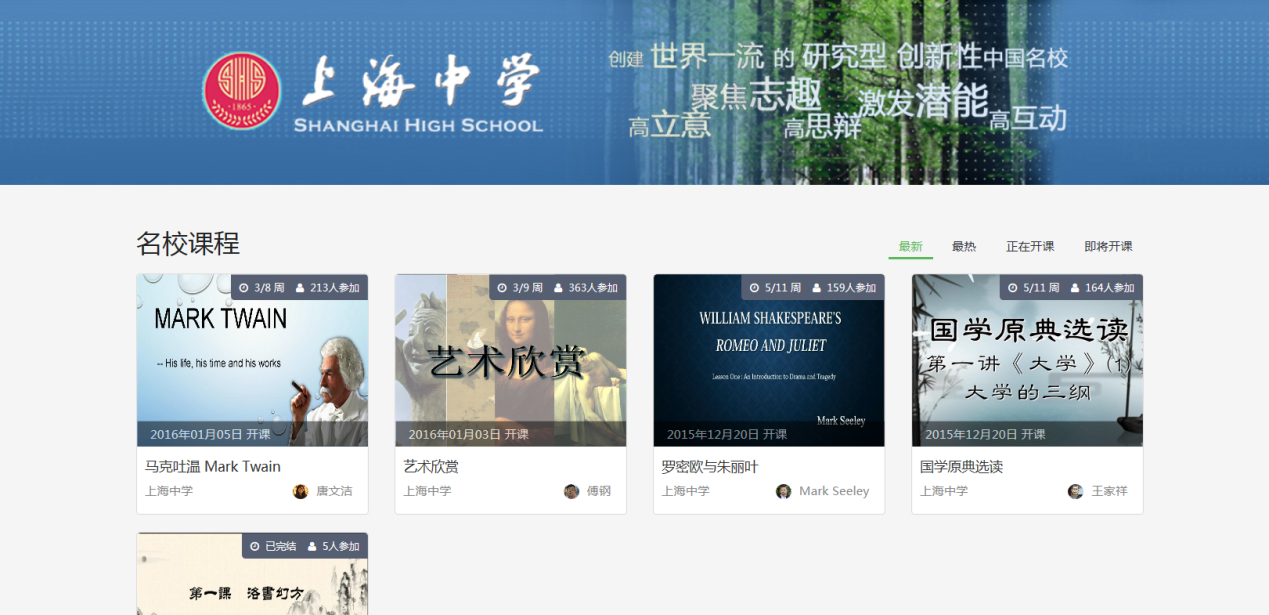 上海中学
SHANGHAI HIGH SCHOOL
SHS
·1865·
创建 世界一流 的 研究型 创新性中国名校
聚焦志趣 激发潜能
高立意 高思辩 高互动
名校课程
最新 最热 正在开课 即将开课
3/8 周 213人参加
MARK TWAIN
-- His life, his time and his works
2016年01月05日 开课
马克吐温 Mark Twain
上海中学 唐文洁
3/9 周 363人参加
艺术欣赏
2016年01月03日 开课
艺术欣赏
上海中学 傅钢
5/11 周 159人参加
WILLIAM SHAKESPEARE'S
ROMEO AND JULIET
Lesson One: An Introduction to Drama and Tragedy
Mark Seeley
2015年12月20日 开课
罗密欧与朱丽叶
上海中学 Mark Seeley
5/11 周 164人参加
国学原典选读
第一讲《大学》(1)
大学的三纲
2015年12月20日 开课
国学原典选读
上海中学 王家祥
已完结 5人参加
第一課 洛書幻方